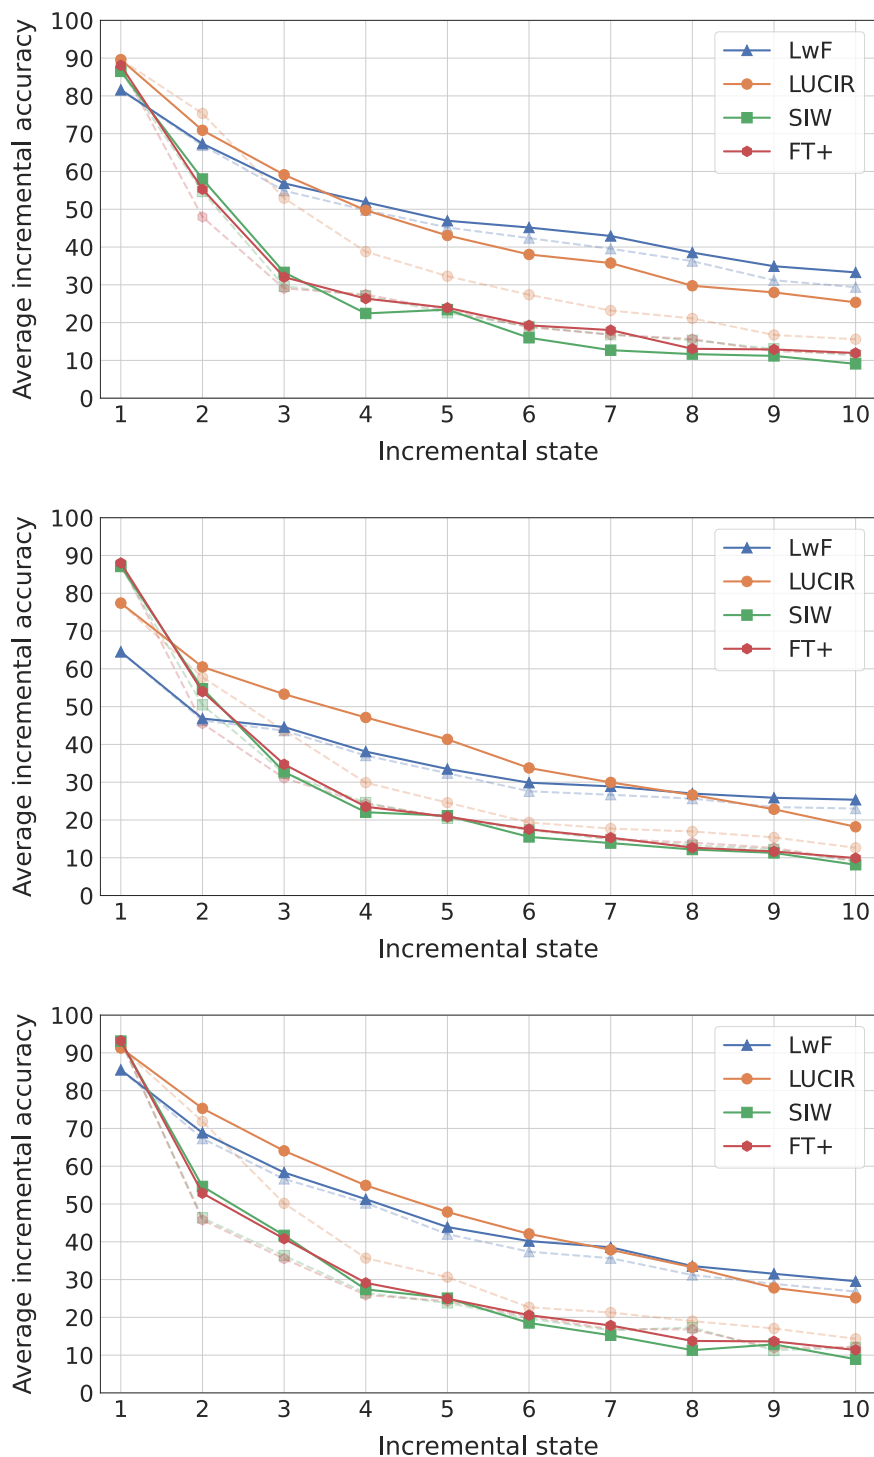 Average incremental accuracy
100
90
80
70
60
50
40
30
20
10
0
LwF
LUCIR
SIW
FT+
1 2 3 4 5 6 7 8 9 10
Incremental state
Average incremental accuracy
100
90
80
70
60
50
40
30
20
10
0
LwF
LUCIR
SIW
FT+
1 2 3 4 5 6 7 8 9 10
Incremental state
Average incremental accuracy
100
90
80
70
60
50
40
30
20
10
0
LwF
LUCIR
SIW
FT+
1 2 3 4 5 6 7 8 9 10
Incremental state